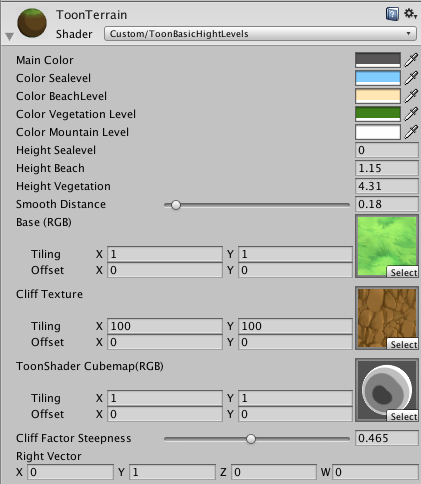 ToonTerrain
Shader Custom/ToonBasicHightLevels
Main Color
Color Sealevel
Color BeachLevel
Color Vegetation Level
Color Mountain Level
Height Sealevel 0
Height Beach 1.15
Height Vegetation 4.31
Smooth Distance 0.18
Base (RGB)
Tiling X 1 Y 1
Offset X 0 Y 0
Select
Cliff Texture
Tiling X 100 Y 100
Offset X 0 Y 0
Select
ToonShader Cubemap(RGB)
Tiling X 1 Y 1
Offset X 0 Y 0
Select
Cliff Factor Steepness 0.465
Right Vector
X 0 Y 1 Z 0 W 0